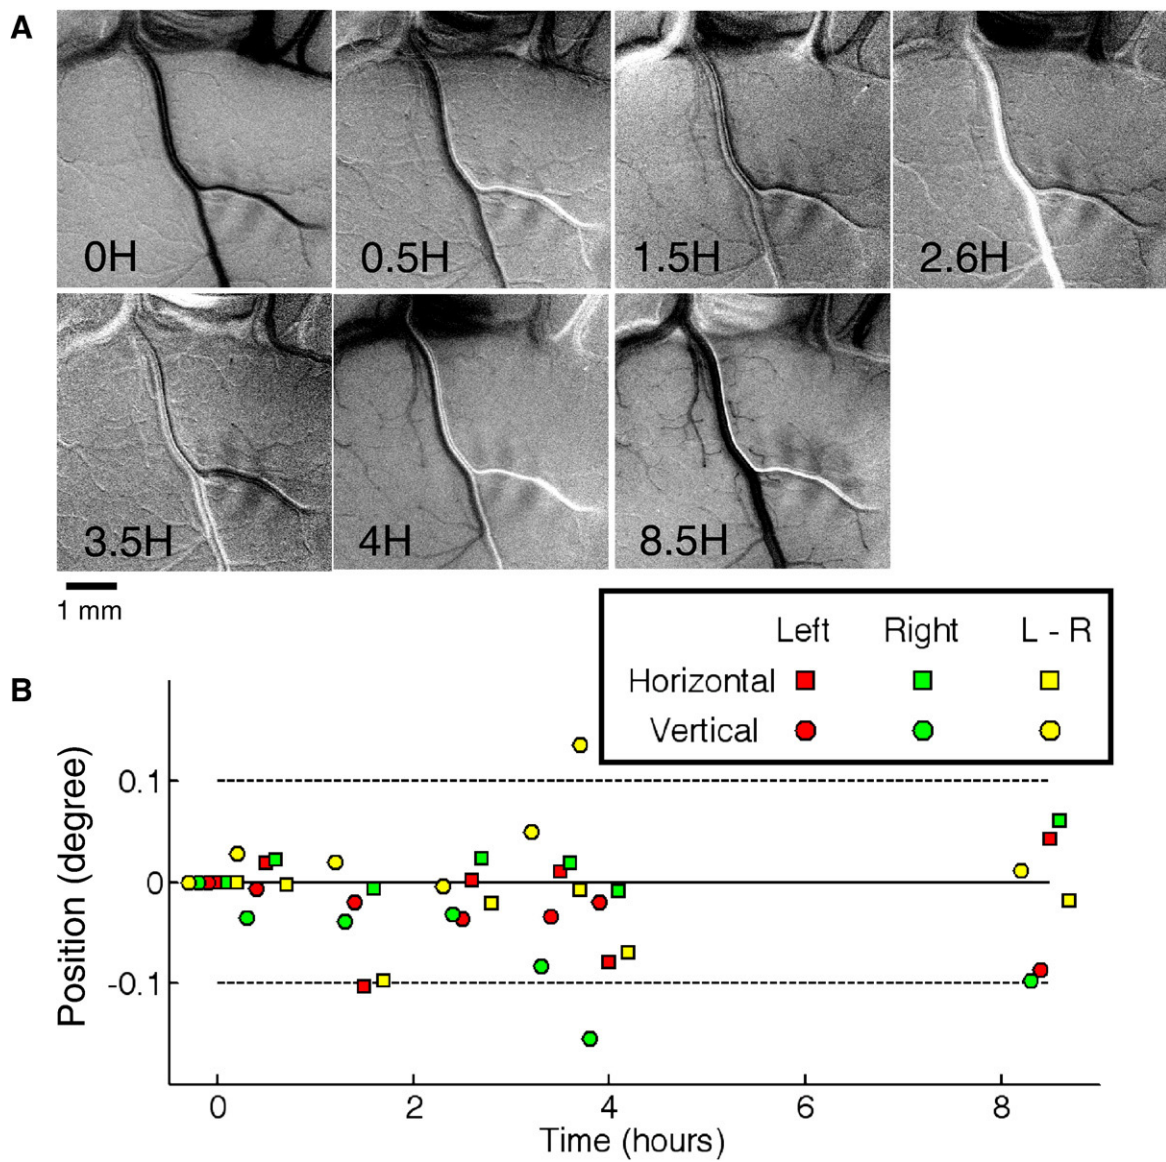 A
0H
0.5H
1.5H
2.6H
3.5H
4H
8.5H
1 mm
Left Right L - R
Horizontal
Vertical
B
Position (degree)
0.1
0
-0.1
0 2 4 6 8
Time (hours)